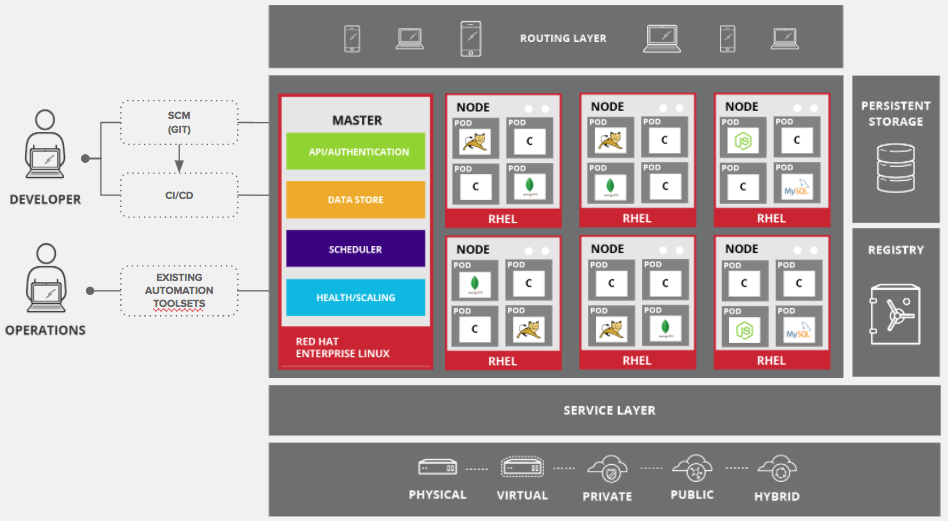 ROUTING LAYER
SCM
(GIT)
CI/CD
DEVELOPER
EXISTING
AUTOMATION
TOOLSETS
OPERATIONS
MASTER
API/AUTHENTICATION
DATA STORE
SCHEDULER
HEALTH/SCALING
RED HAT
ENTERPRISE LINUX
NODE
POD
POD
C
POD
C
POD
RHEL
NODE
POD
POD
C
POD
POD
C
RHEL
NODE
POD
POD
C
POD
C
POD
MySQL
RHEL
NODE
POD
POD
C
POD
C
POD
RHEL
NODE
POD
C
POD
C
POD
POD
RHEL
NODE
POD
C
POD
C
POD
POD
MySQL
RHEL
PERSISTENT
STORAGE
REGISTRY
SERVICE LAYER
PHYSICAL
VIRTUAL
PRIVATE
PUBLIC
HYBRID